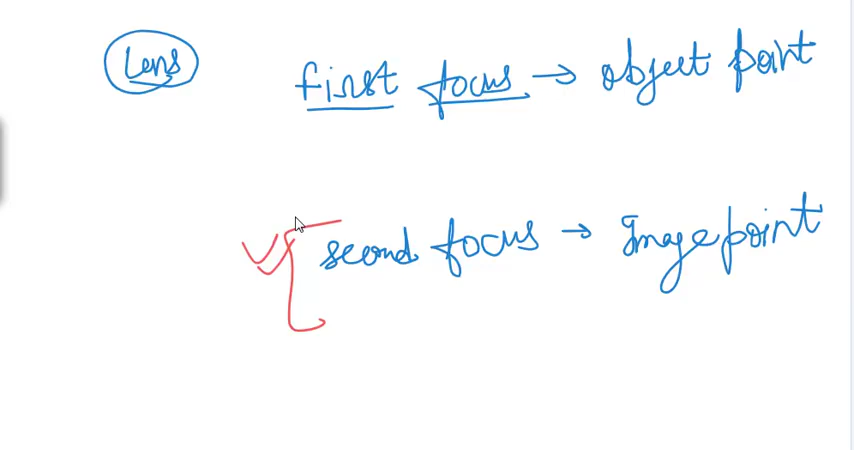 Lens
first focus → object point
second focus → Image point